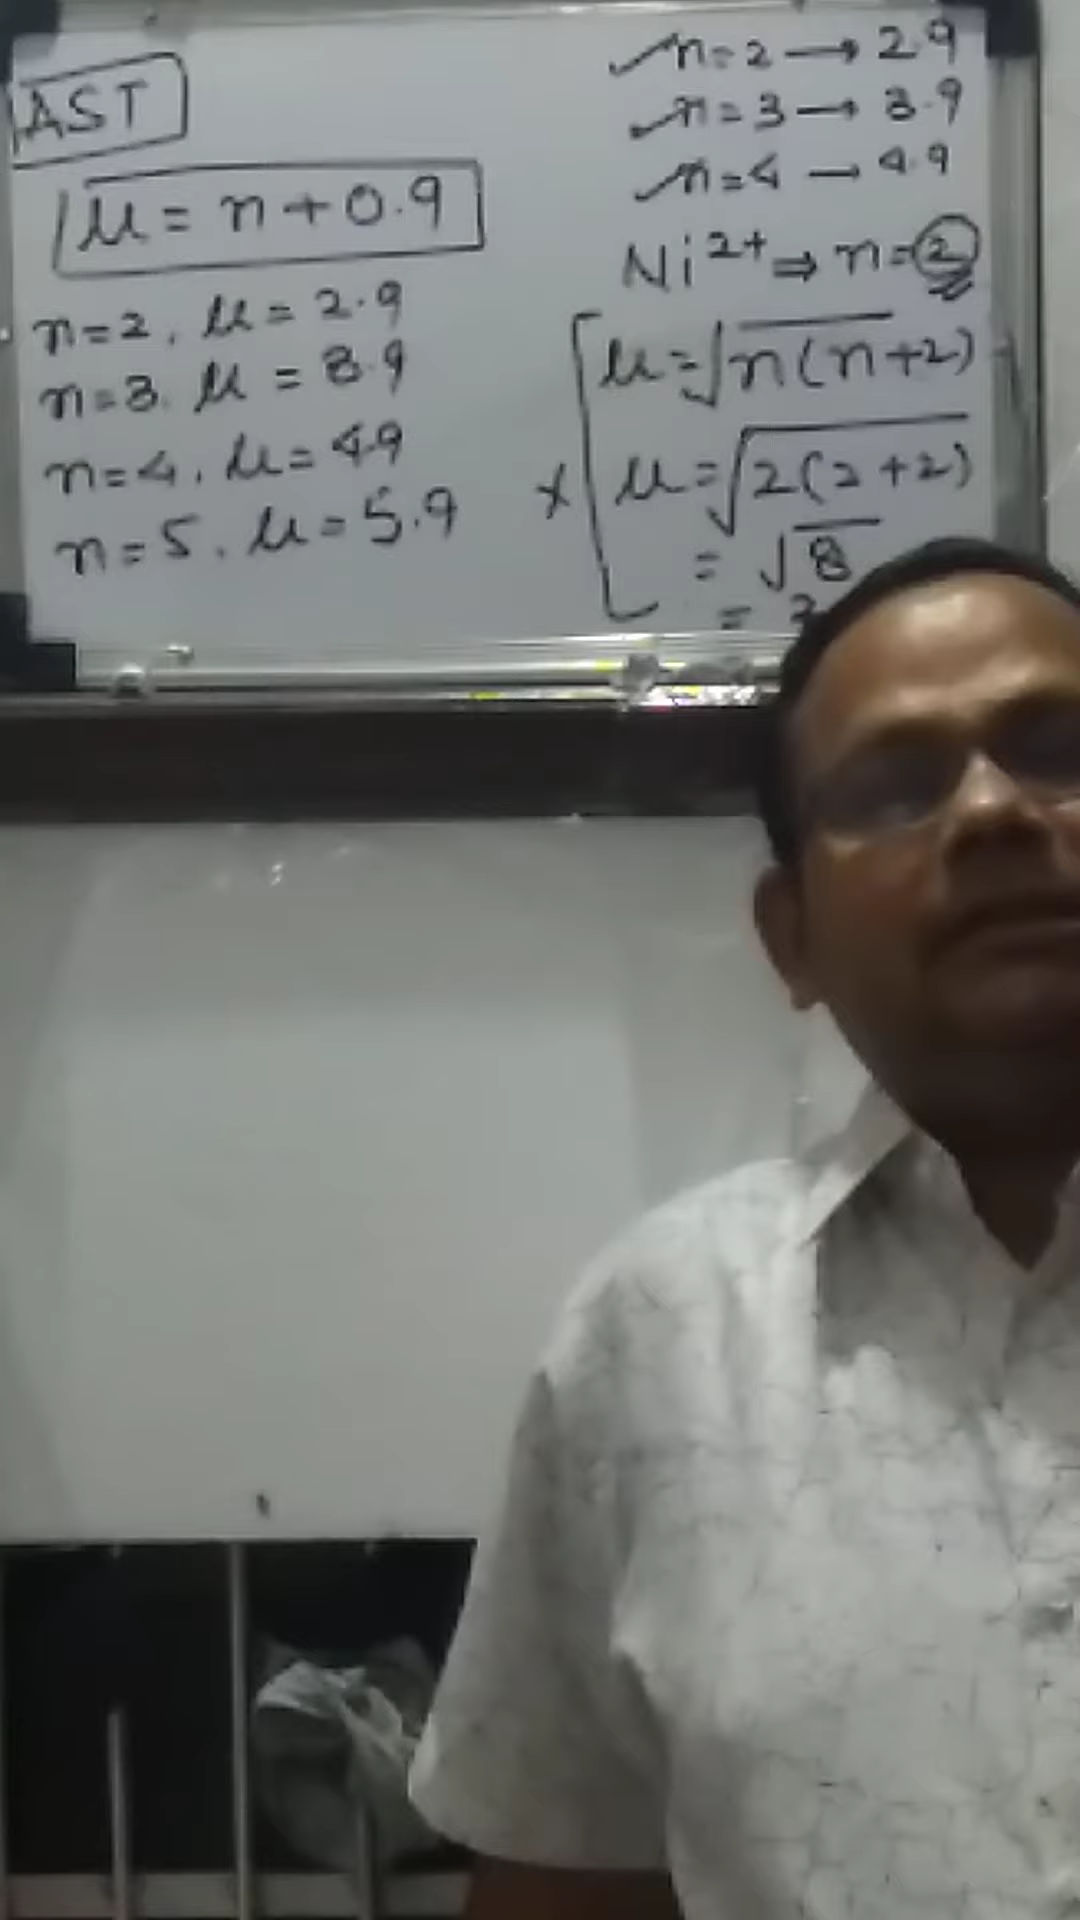 AST
μ = n + 0.9
n=2, μ = 2.9
n=3, μ = 3.9
n=4, μ = 4.9
n=5, μ = 5.9
✓n=2 → 2.9
✓n=3 → 3.9
✓n=4 → 4.9
Ni²⁺ ⇒ n=2
μ=√n(n+2)
x μ=√2(2+2)
= √8
=